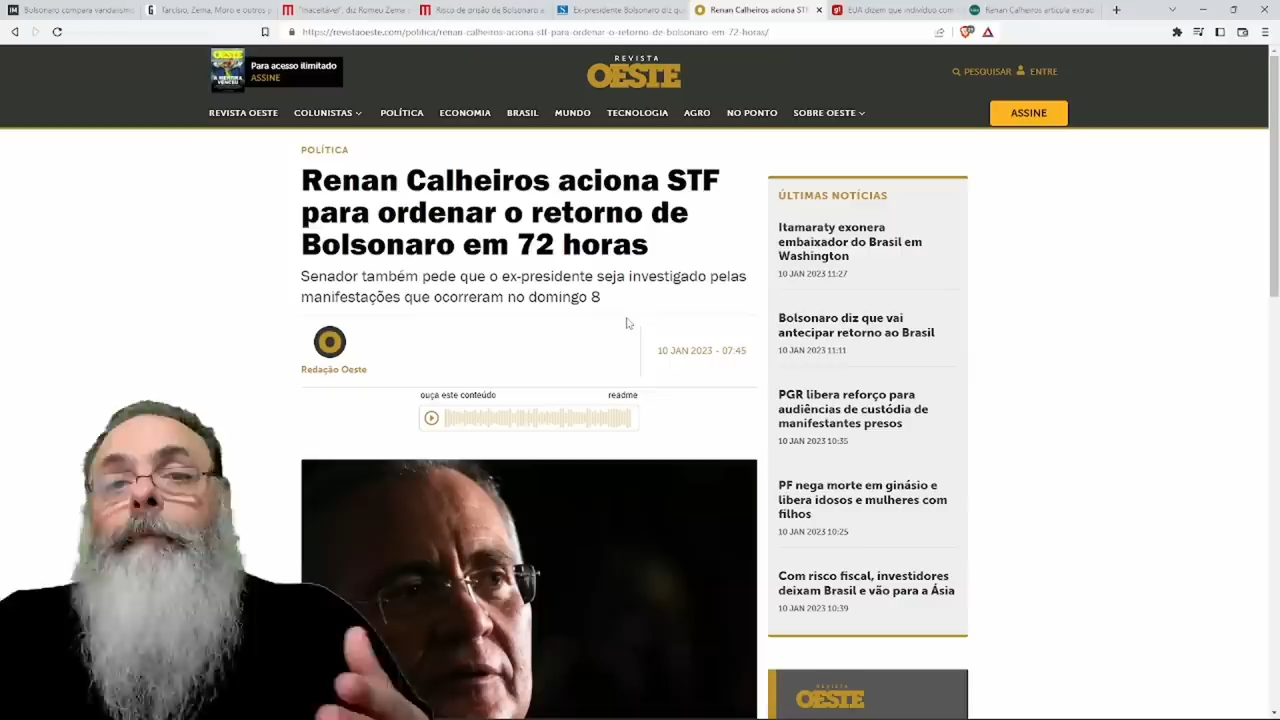 Bolsonaro compara vandalismo
Tarciso, Zema, Moro e outros p
"Inaceitável", diz Romeu Zema
Risco de prisão de Bolsonaro e
Ex-presidente Bolsonaro diz qu
Renan Calheiros aciona STF
EUA dizem que indivíduo com
Renan Calheiros articula extrad
https://revistaoeste.com/politica/renan-calheiros-aciona-stf-para-ordenar-o-retorno-de-bolsonaro-em-72-horas/
OESTE
Para acesso ilimitado
ASSINE
REVISTA
OESTE
PESQUISAR
ENTRE
REVISTA OESTE
COLUNISTAS
POLÍTICA
ECONOMIA
BRASIL
MUNDO
TECNOLOGIA
AGRO
NO PONTO
SOBRE OESTE
ASSINE
POLÍTICA
Renan Calheiros aciona STF
para ordenar o retorno de
Bolsonaro em 72 horas
Senador também pede que o ex-presidente seja investigado pelas
manifestações que ocorreram no domingo 8
Redação Oeste
10 JAN 2023 - 07:45
ouça este conteúdo
readme
ÚLTIMAS NOTÍCIAS
Itamaraty exonera
embaixador do Brasil em
Washington
10 JAN 2023 11:27
Bolsonaro diz que vai
antecipar retorno ao Brasil
10 JAN 2023 11:11
PGR libera reforço para
audiências de custódia de
manifestantes presos
10 JAN 2023 10:35
PF nega morte em ginásio e
libera idosos e mulheres com
filhos
10 JAN 2023 10:25
Com risco fiscal, investidores
deixam Brasil e vão para a Ásia
10 JAN 2023 10:39
REVISTA
OESTE